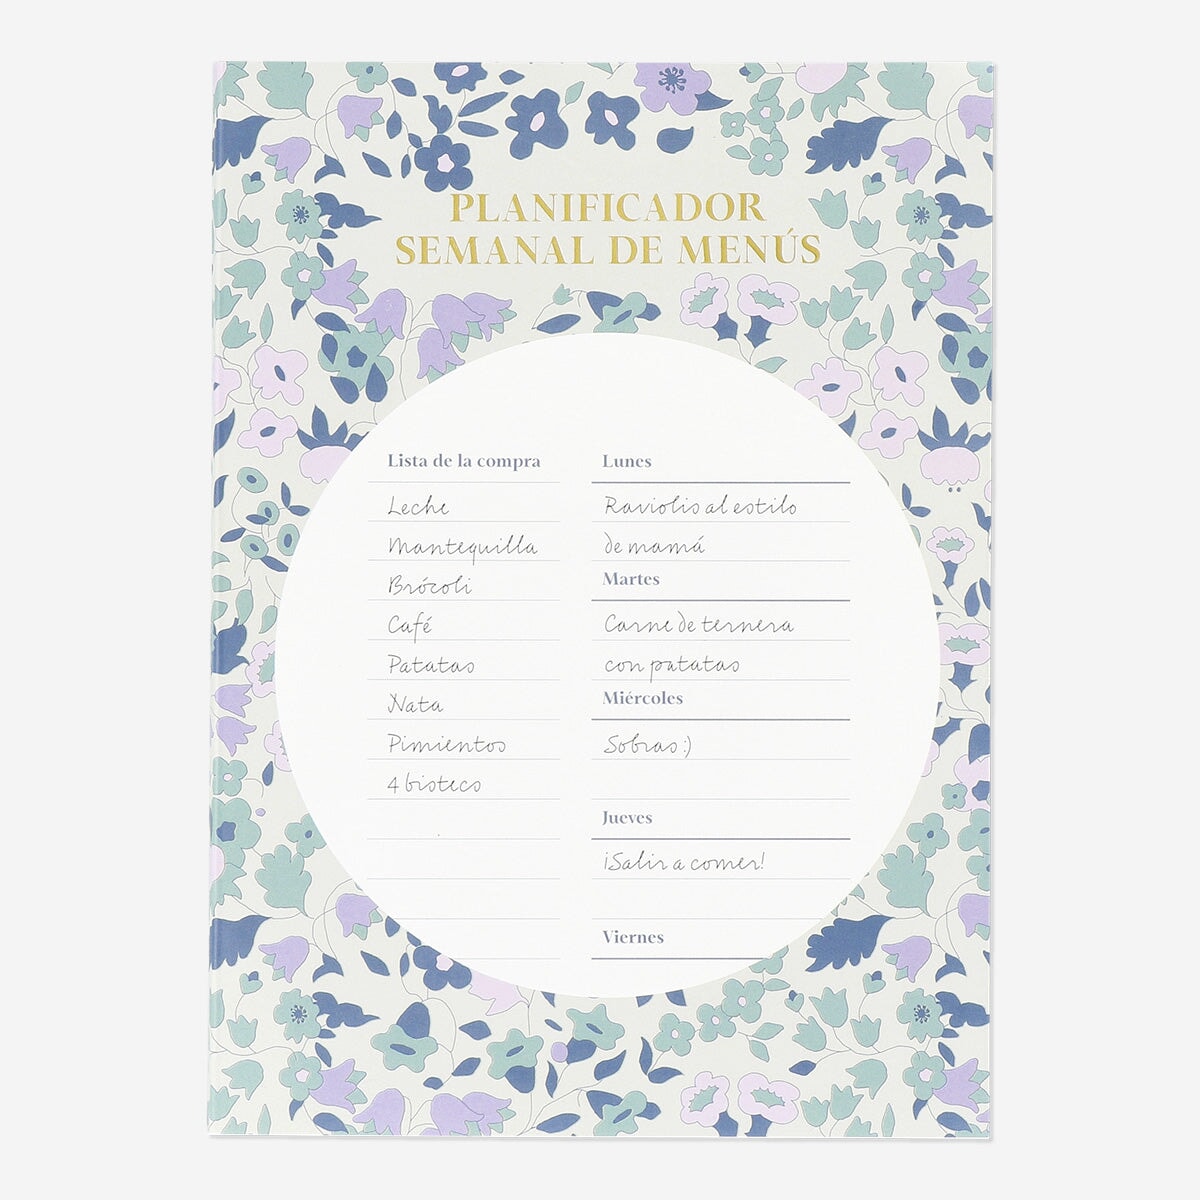 PLANIFICADOR
SEMANAL DE MENÚS
Lista de la compra
Leche
Mantequilla
Brócoli
Café
Patatas
Nata
Pimientos
4 bistecs
Lunes
Raviolis al estilo
de mamá
Martes
Carne de ternera
con patatas
Miércoles
Sobras :)
Jueves
¡Salir a comer!
Viernes